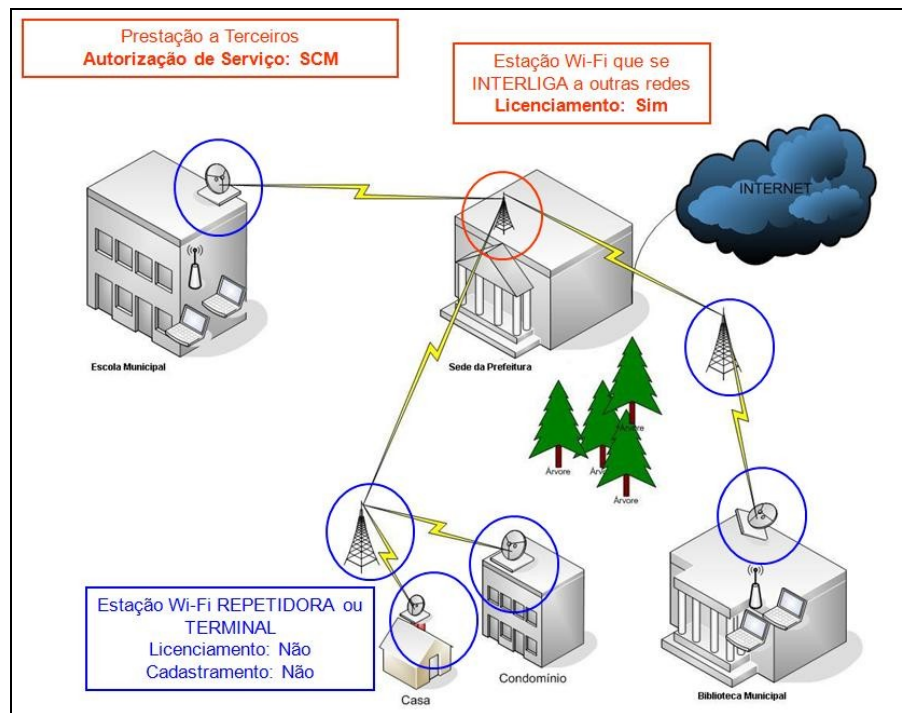 Prestação a Terceiros
Autorização de Serviço: SCM
Estação Wi-Fi que se
INTERLIGA a outras redes
Licenciamento: Sim
INTERNET
Escola Municipal
Sede da Prefeitura
Árvore
Árvore
Árvore
Árvore
Estação Wi-Fi REPETIDORA ou
TERMINAL
Licenciamento: Não
Cadastramento: Não
Casa
Condomínio
Biblioteca Municipal